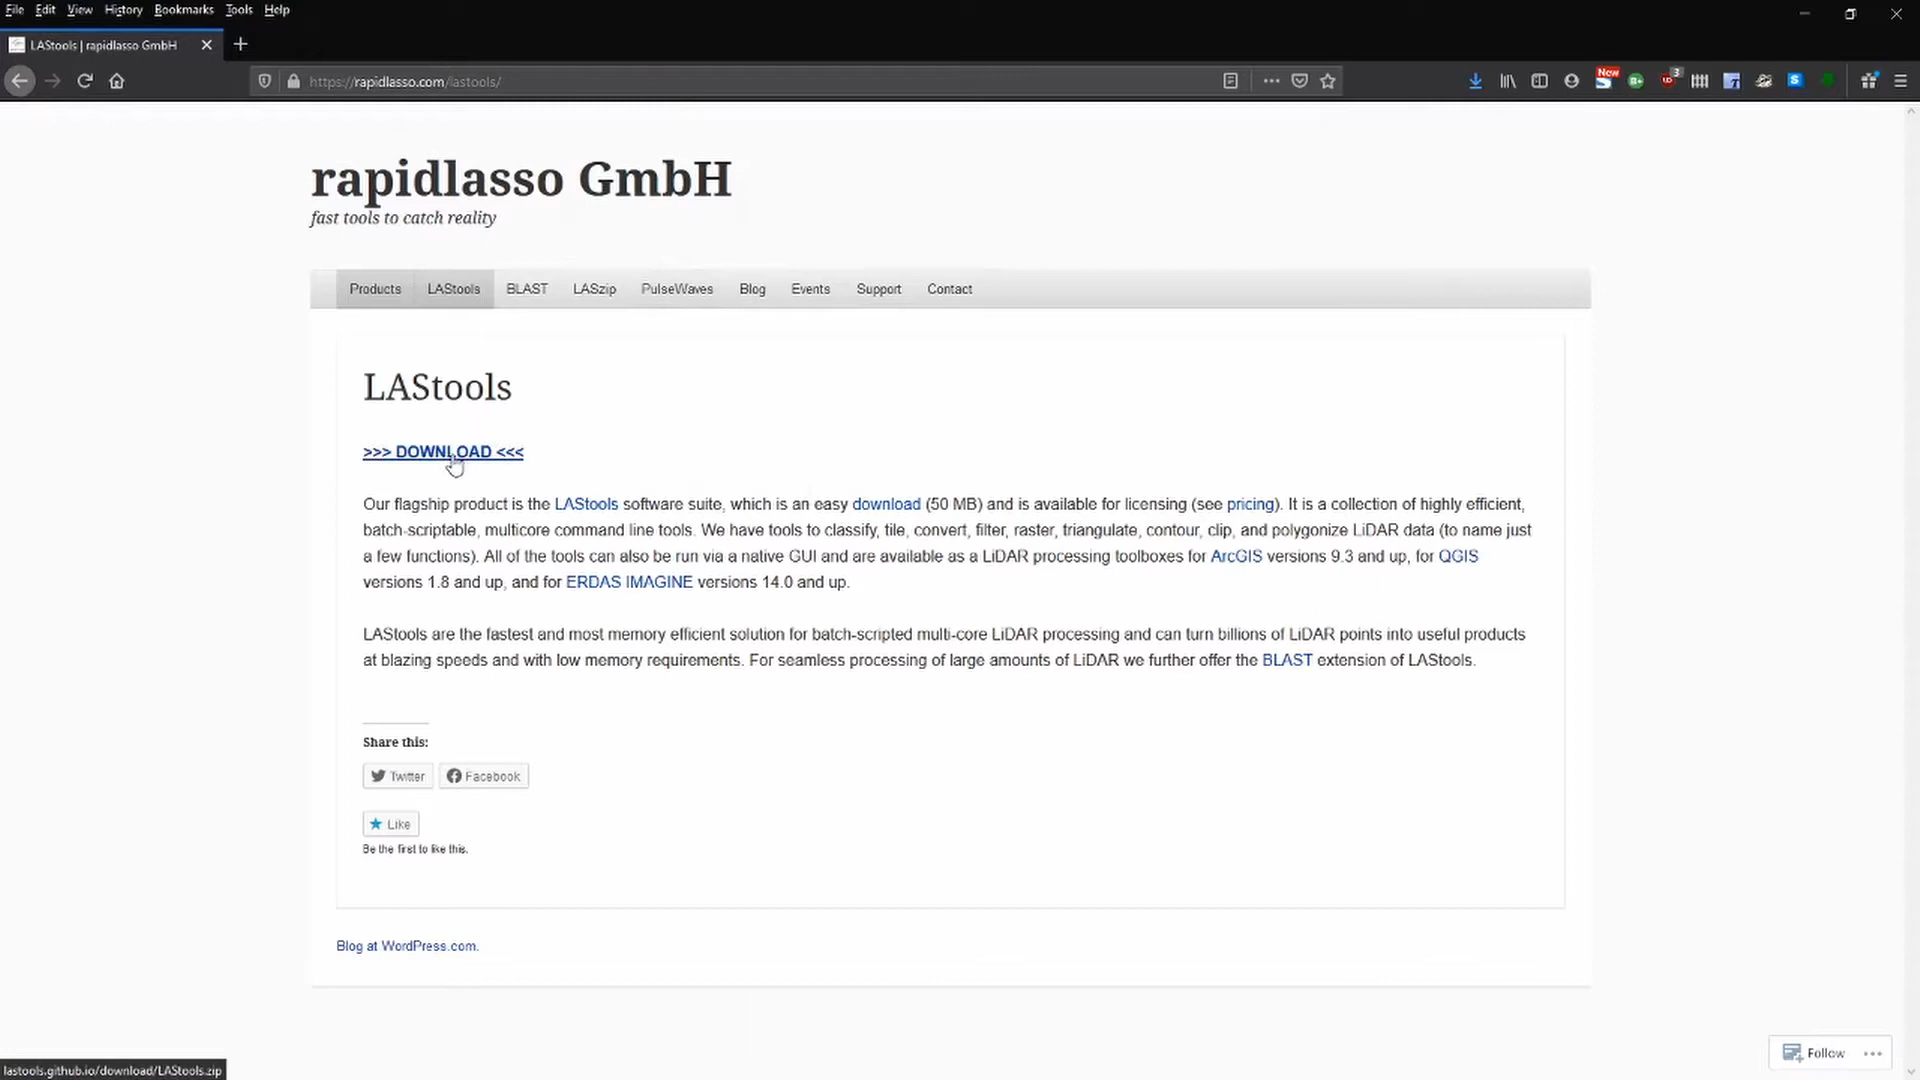 File Edit View History Bookmarks Tools Help
LAStools | rapidlasso GmbH
https://rapidlasso.com/lastools/
New
3
rapidlasso GmbH
fast tools to catch reality
Products LAStools BLAST LASzip PulseWaves Blog Events Support Contact
LAStools
>>> DOWNLOAD <<<
Our flagship product is the LAStools software suite, which is an easy download (50 MB) and is available for licensing (see pricing). It is a collection of highly efficient,
batch-scriptable, multicore command line tools. We have tools to classify, tile, convert, filter, raster, triangulate, contour, clip, and polygonize LiDAR data (to name just
a few functions). All of the tools can also be run via a native GUI and are available as a LiDAR processing toolboxes for ArcGIS versions 9.3 and up, for QGIS
versions 1.8 and up, and for ERDAS IMAGINE versions 14.0 and up.
LAStools are the fastest and most memory efficient solution for batch-scripted multi-core LiDAR processing and can turn billions of LiDAR points into useful products
at blazing speeds and with low memory requirements. For seamless processing of large amounts of LiDAR we further offer the BLAST extension of LAStools.
Share this:
Twitter Facebook
Like
Be the first to like this.
Blog at WordPress.com.
Follow
lastools.github.io/download/LAStools.zip